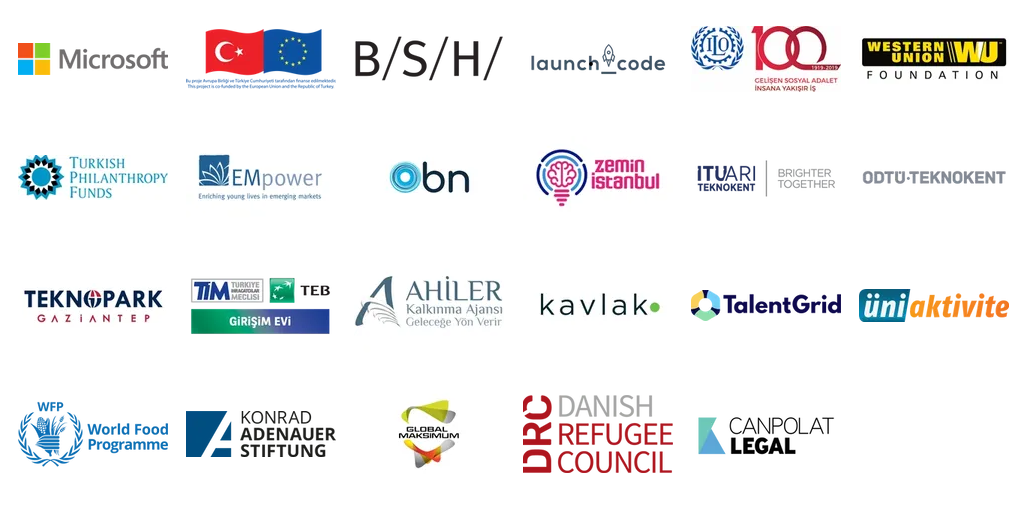 Microsoft
Bu proje Avrupa Birliği ve Türkiye Cumhuriyeti tarafından finanse edilmektedir.
This project is co-funded by the European Union and the Republic of Turkey.
B/S/H/
launch_code
ILO
100
1919-2019
GELİŞEN SOSYAL ADALET
İNSANA YAKIŞIR İŞ
WESTERN
UNION
WU
FOUNDATION
TURKISH
PHILANTHROPY
FUNDS
EMpower
Enriching young lives in emerging markets
obn
zemin
istanbul
İTÜARI
TEKNOKENT
BRIGHTER
TOGETHER
ODTÜ-TEKNOKENT
TEKNOPARK
GAZİANTEP
TİM
TÜRKİYE
İHRACATÇILAR
MECLİSİ
TEB
GİRİŞİM EVİ
AHİLER
Kalkınma Ajansı
Geleceğe Yön Verir
kavlak
TalentGrid
üniaktivite
WFP
World Food
Programme
KONRAD
ADENAUER
STIFTUNG
GLOBAL
MAKSIMUM
DRC
DANISH
REFUGEE
COUNCIL
CANPOLAT
LEGAL